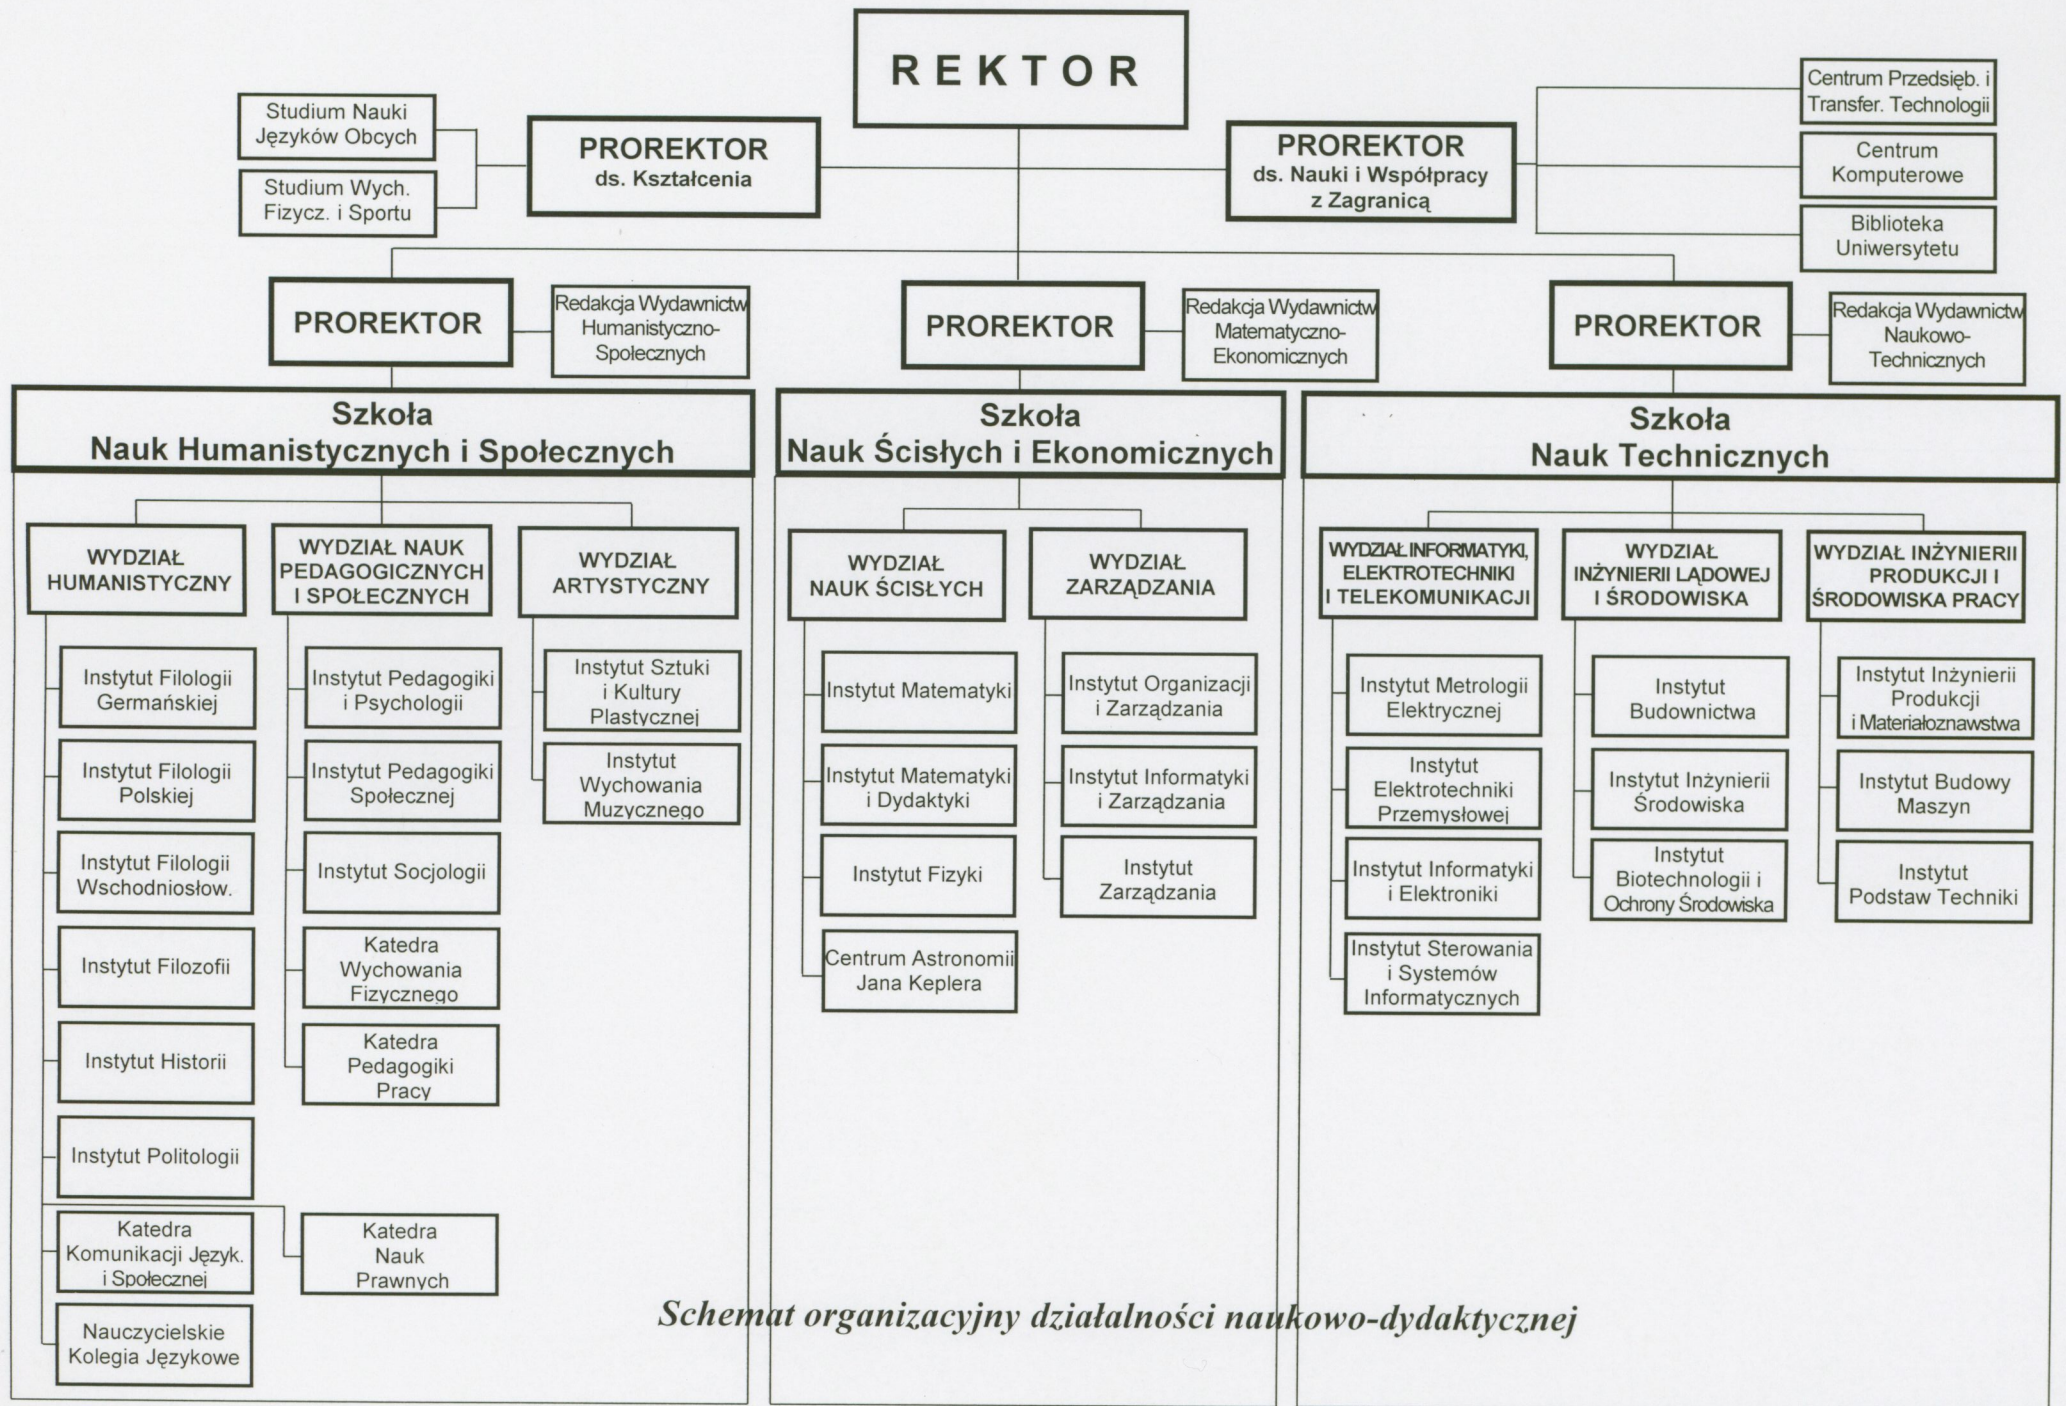 R E K T O R
Studium Nauki
Języków Obcych
Studium Wych.
Fizycz. i Sportu
PROREKTOR
ds. Kształcenia
PROREKTOR
ds. Nauki i Współpracy
z Zagranicą
Centrum Przedsięb. i
Transfer. Technologii
Centrum
Komputerowe
Biblioteka
Uniwersytetu
PROREKTOR
Redakcja Wydawnictw
Humanistyczno-
Społecznych
PROREKTOR
Redakcja Wydawnictw
Matematyczno-
Ekonomicznych
PROREKTOR
Redakcja Wydawnictw
Naukowo-
Technicznych
Szkoła
Nauk Humanistycznych i Społecznych
WYDZIAŁ
HUMANISTYCZNY
Instytut Filologii
Germańskiej
Instytut Filologii
Polskiej
Instytut Filologii
Wschodniosłow.
Instytut Filozofii
Instytut Historii
Instytut Politologii
Katedra
Komunikacji Język.
i Społecznej
Nauczycielskie
Kolegia Językowe
Katedra
Nauk
Prawnych
WYDZIAŁ NAUK
PEDAGOGICZNYCH
I SPOŁECZNYCH
Instytut Pedagogiki
i Psychologii
Instytut Pedagogiki
Społecznej
Instytut Socjologii
Katedra
Wychowania
Fizycznego
Katedra
Pedagogiki
Pracy
WYDZIAŁ
ARTYSTYCZNY
Instytut Sztuki
i Kultury
Plastycznej
Instytut
Wychowania
Muzycznego
Szkoła
Nauk Ścisłych i Ekonomicznych
WYDZIAŁ
NAUK ŚCISŁYCH
Instytut Matematyki
Instytut Matematyki
i Dydaktyki
Instytut Fizyki
Centrum Astronomii
Jana Keplera
WYDZIAŁ
ZARZĄDZANIA
Instytut Organizacji
i Zarządzania
Instytut Informatyki
i Zarządzania
Instytut
Zarządzania
Szkoła
Nauk Technicznych
WYDZIAŁ INFORMATYKI,
ELEKTROTECHNIKI
I TELEKOMUNIKACJI
Instytut Metrologii
Elektrycznej
Instytut
Elektrotechniki
Przemysłowej
Instytut Informatyki
i Elektroniki
Instytut Sterowania
i Systemów
Informatycznych
WYDZIAŁ
INŻYNIERII LĄDOWEJ
I ŚRODOWISKA
Instytut
Budownictwa
Instytut Inżynierii
Środowiska
Instytut
Biotechnologii i
Ochrony Środowiska
WYDZIAŁ INŻYNIERII
PRODUKCJI I
ŚRODOWISKA PRACY
Instytut Inżynierii
Produkcji
i Materiałoznawstwa
Instytut Budowy
Maszyn
Instytut
Podstaw Techniki
Schemat organizacyjny działalności naukowo-dydaktycznej